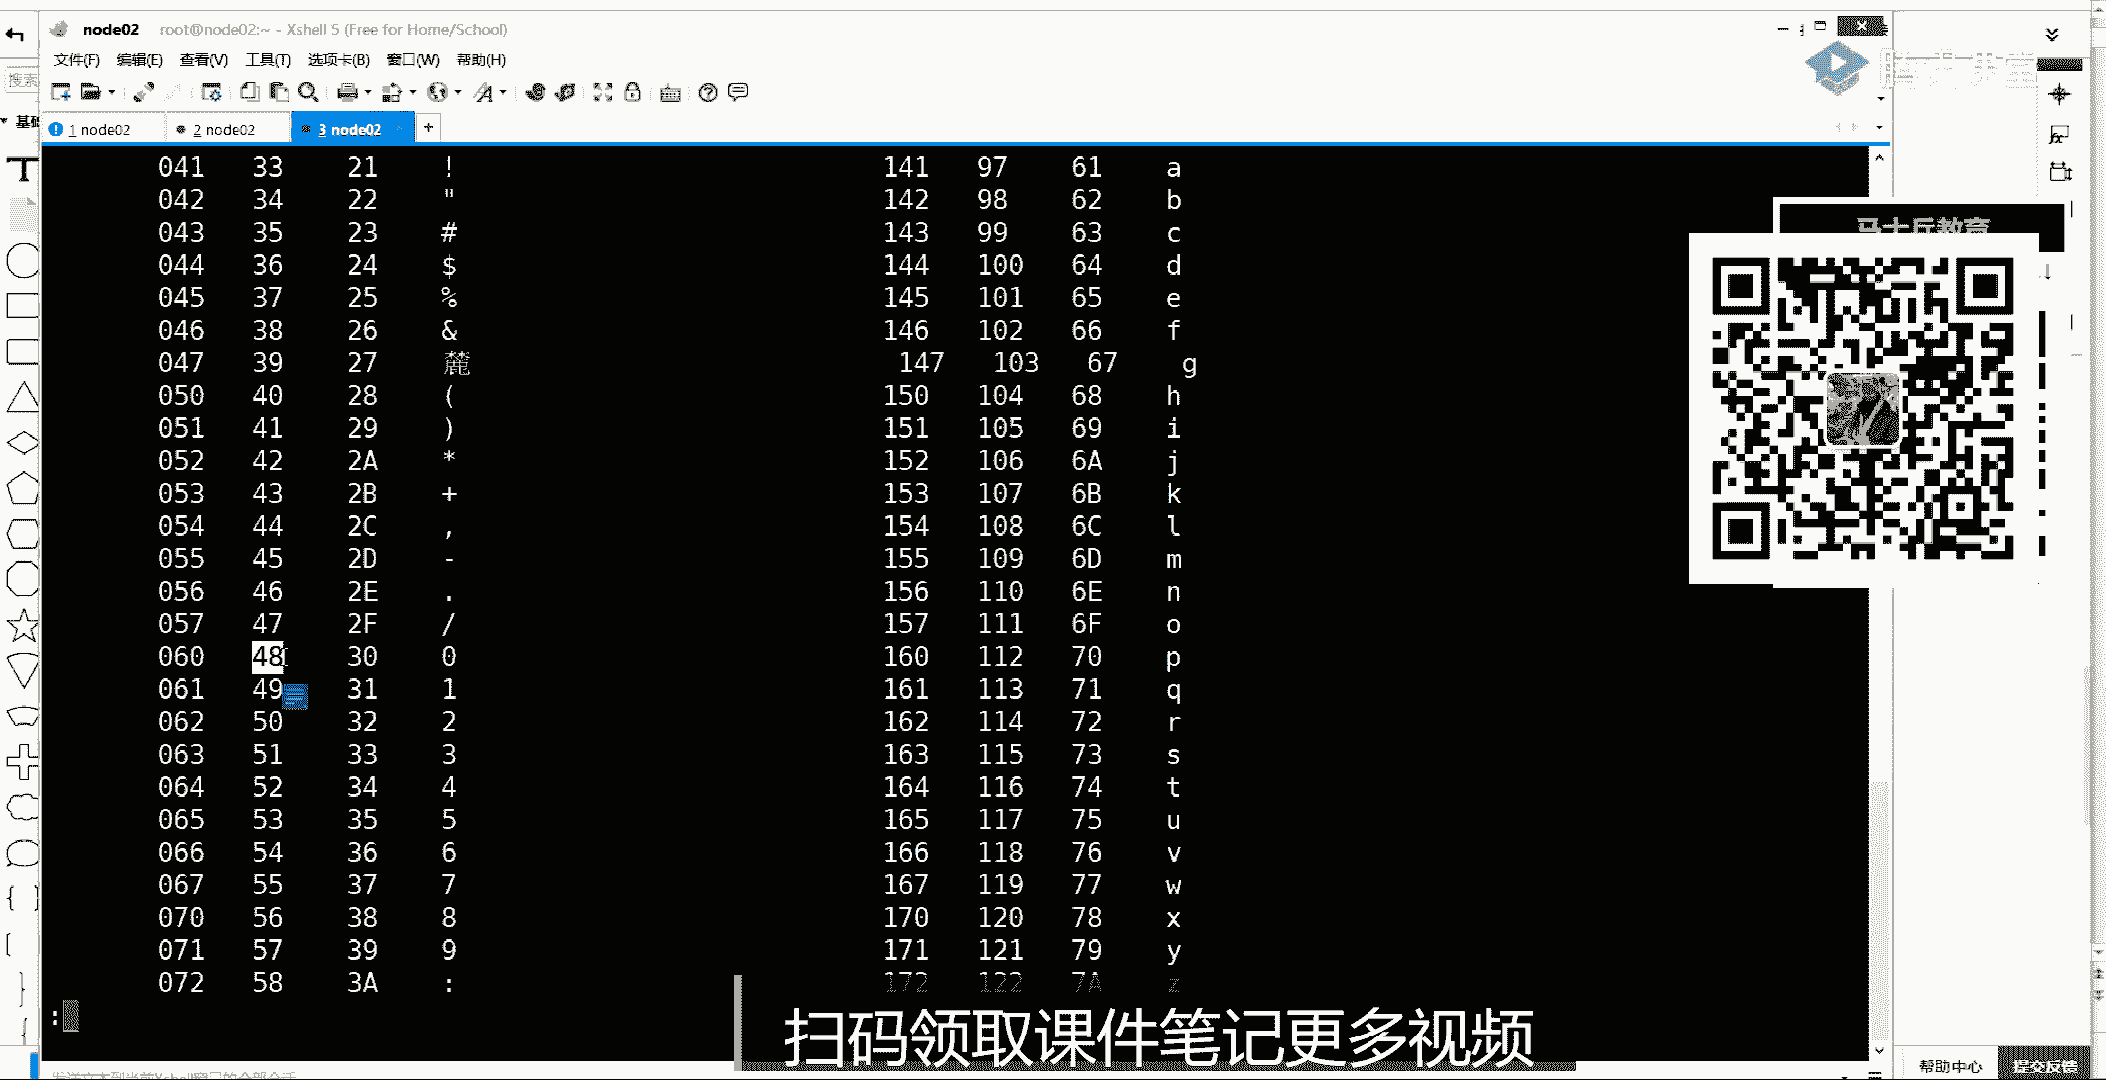 node02 root@node02:~ - Xshell 5 (Free for Home/School)
文件(F) 编辑(E) 查看(V) 工具(T) 选项卡(B) 窗口(W) 帮助(H)
搜索
基础
1 node02 2 node02 3 node02 +
041 33 21 ! 141 97 61 a
042 34 22 " 142 98 62 b
043 35 23 # 143 99 63 c
044 36 24 $ 144 100 64 d
045 37 25 % 145 101 65 e
046 38 26 & 146 102 66 f
047 39 27 麓 147 103 67 g
050 40 28 ( 150 104 68 h
051 41 29 ) 151 105 69 i
052 42 2A * 152 106 6A j
053 43 2B + 153 107 6B k
054 44 2C , 154 108 6C l
055 45 2D - 155 109 6D m
056 46 2E . 156 110 6E n
057 47 2F / 157 111 6F o
060 48 30 0 160 112 70 p
061 49 31 1 161 113 71 q
062 50 32 2 162 114 72 r
063 51 33 3 163 115 73 s
064 52 34 4 164 116 74 t
065 53 35 5 165 117 75 u
066 54 36 6 166 118 76 v
067 55 37 7 167 119 77 w
070 56 38 8 170 120 78 x
071 57 39 9 171 121 79 y
072 58 3A : 172 122 7A z
:
马士兵教育
扫码领取课件笔记更多视频
帮助中心 提交反馈